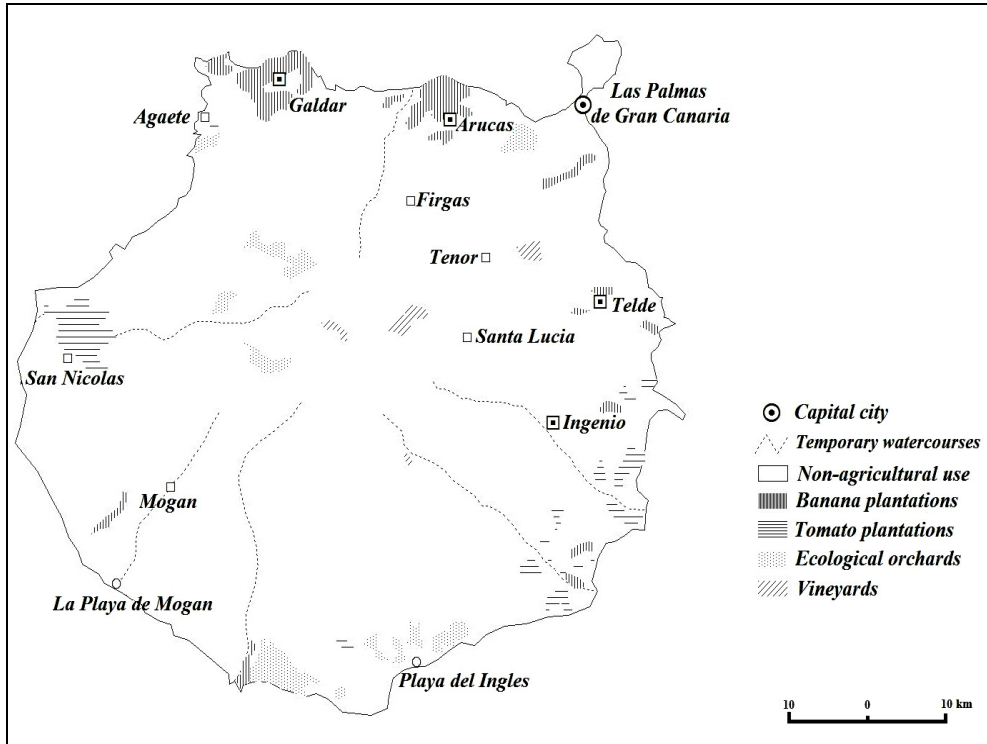 Las Palmas
de Gran Canaria
Galdar
Agaete
Arucas
Firgas
Tenor
Telde
Santa Lucia
San Nicolas
Ingenio
Mogan
La Playa de Mogan
Playa del Ingles
Capital city
Temporary watercourses
Non-agricultural use
Banana plantations
Tomato plantations
Ecological orchards
Vineyards
10 0 10 km